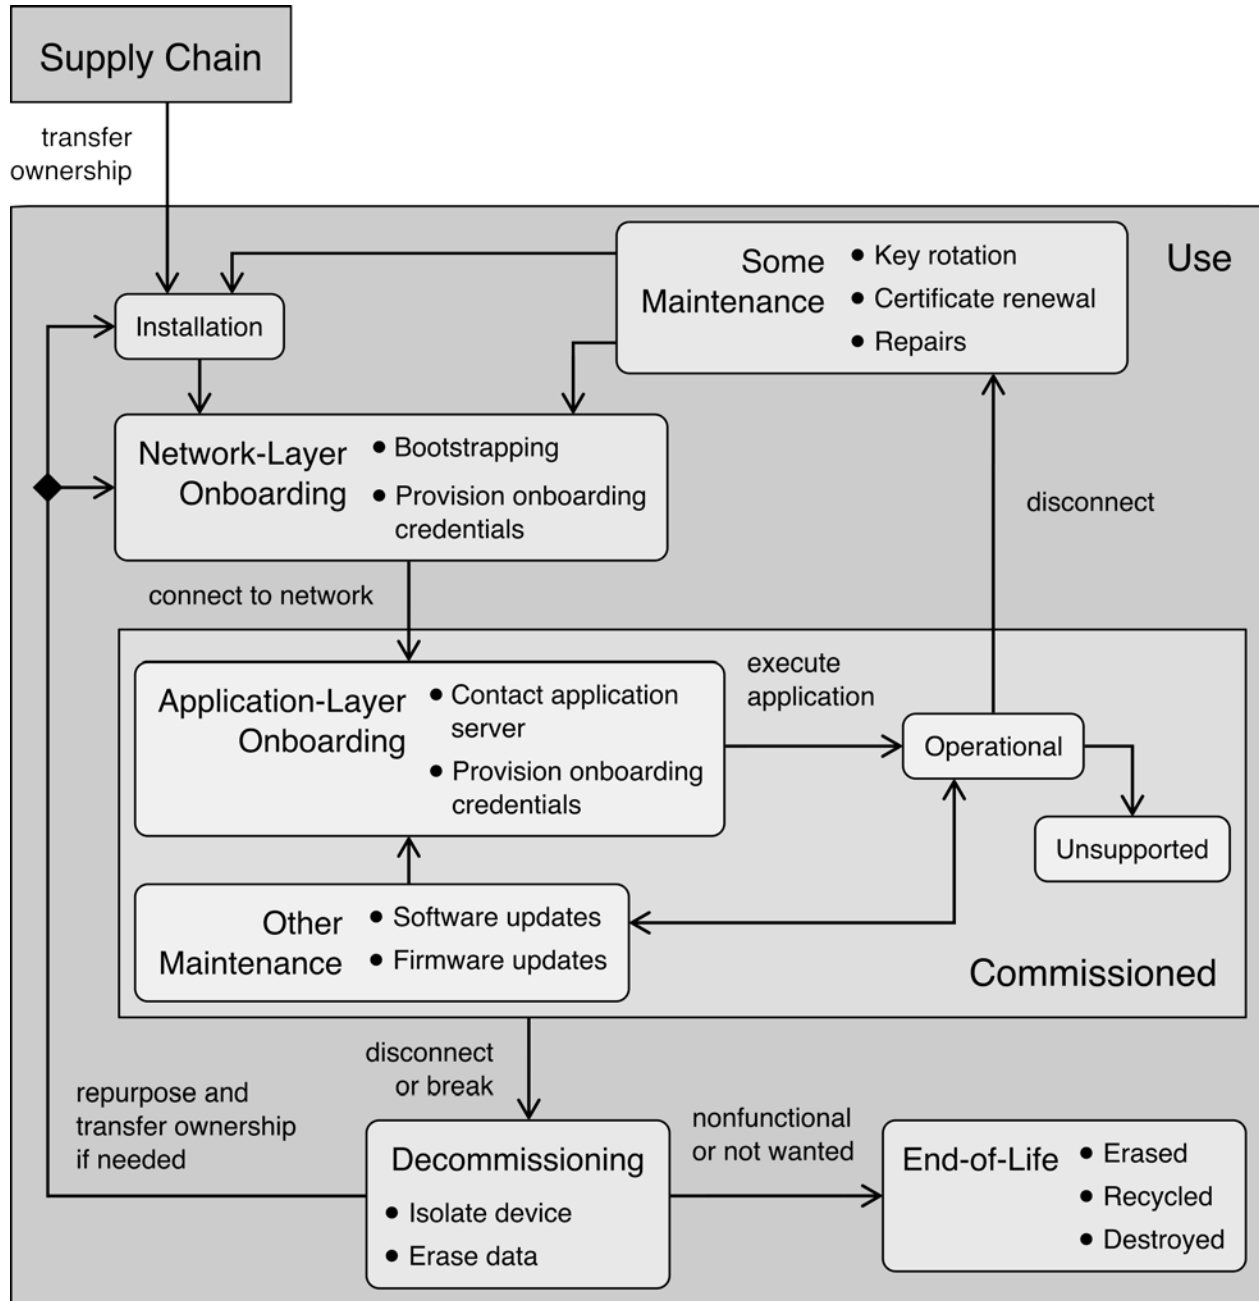 Supply Chain
transfer
ownership
Use
Some
Maintenance
● Key rotation
● Certificate renewal
● Repairs
Installation
Network-Layer
Onboarding
● Bootstrapping
● Provision onboarding
credentials
disconnect
connect to network
Application-Layer
Onboarding
● Contact application
server
● Provision onboarding
credentials
execute
application
Operational
Unsupported
Other
Maintenance
● Software updates
● Firmware updates
Commissioned
disconnect
or break
repurpose and
transfer ownership
if needed
Decommissioning
● Isolate device
● Erase data
nonfunctional
or not wanted
End-of-Life
● Erased
● Recycled
● Destroyed